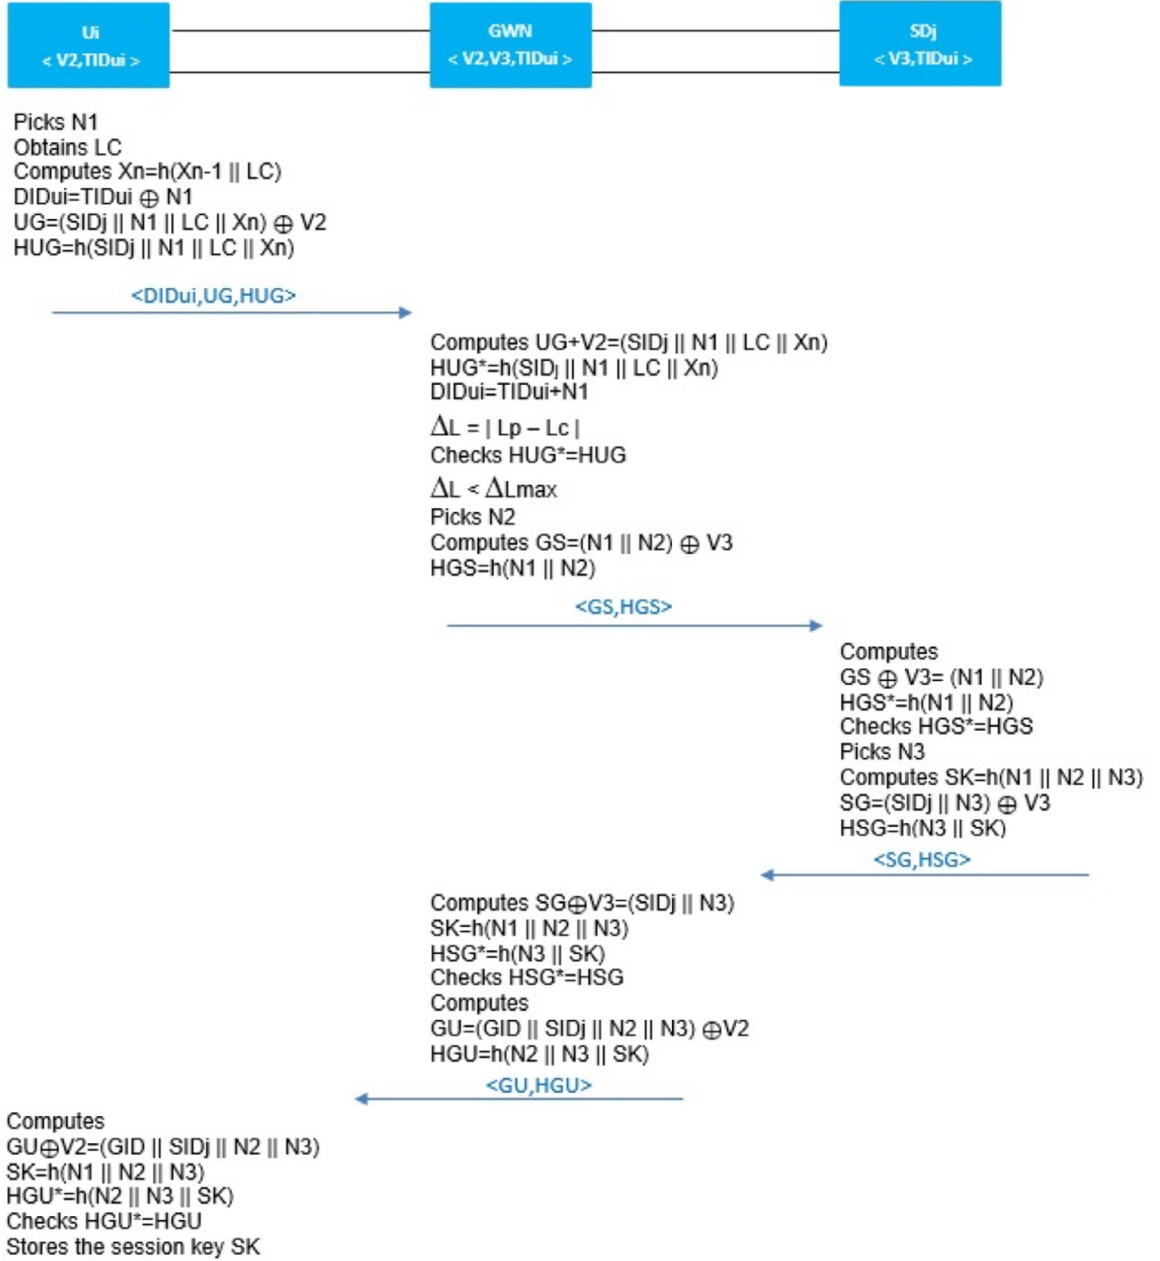 Ui
< V2,TIDui >
GWN
< V2,V3,TIDui >
SDj
< V3,TIDui >
Picks N1
Obtains LC
Computes Xn=h(Xn-1 || LC)
DIDui=TIDui ⊕ N1
UG=(SIDj || N1 || LC || Xn) ⊕ V2
HUG=h(SIDj || N1 || LC || Xn)
<DIDui,UG,HUG>
Computes UG+V2=(SIDj || N1 || LC || Xn)
HUG*=h(SIDj || N1 || LC || Xn)
DIDui=TIDui+N1
ΔL = | Lp – Lc |
Checks HUG*=HUG
ΔL < ΔLmax
Picks N2
Computes GS=(N1 || N2) ⊕ V3
HGS=h(N1 || N2)
<GS,HGS>
Computes
GS ⊕ V3= (N1 || N2)
HGS*=h(N1 || N2)
Checks HGS*=HGS
Picks N3
Computes SK=h(N1 || N2 || N3)
SG=(SIDj || N3) ⊕ V3
HSG=h(N3 || SK)
<SG,HSG>
Computes SG⊕V3=(SIDj || N3)
SK=h(N1 || N2 || N3)
HSG*=h(N3 || SK)
Checks HSG*=HSG
Computes
GU=(GID || SIDj || N2 || N3) ⊕V2
HGU=h(N2 || N3 || SK)
<GU,HGU>
Computes
GU⊕V2=(GID || SIDj || N2 || N3)
SK=h(N1 || N2 || N3)
HGU*=h(N2 || N3 || SK)
Checks HGU*=HGU
Stores the session key SK